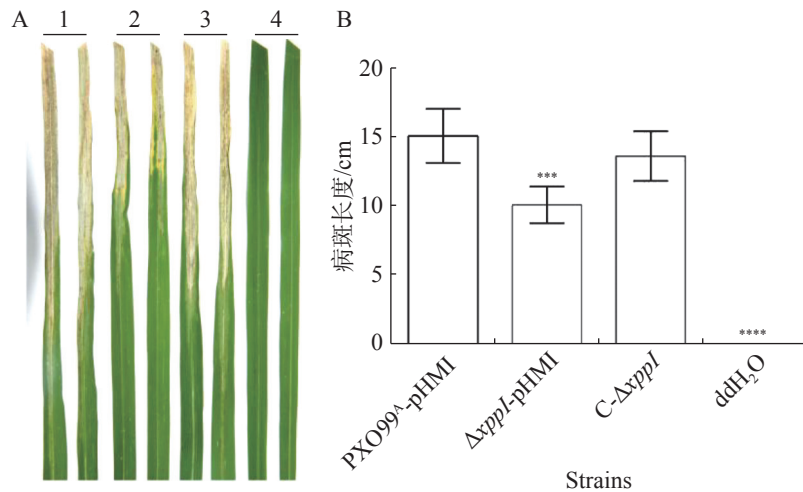 A
1 2 3 4
B
病斑长度/cm
20
15
10
5
0
***
****
PXO99ᴬ-pHMI
ΔxppI-pHMI
C-ΔxppI
ddH₂O
Strains